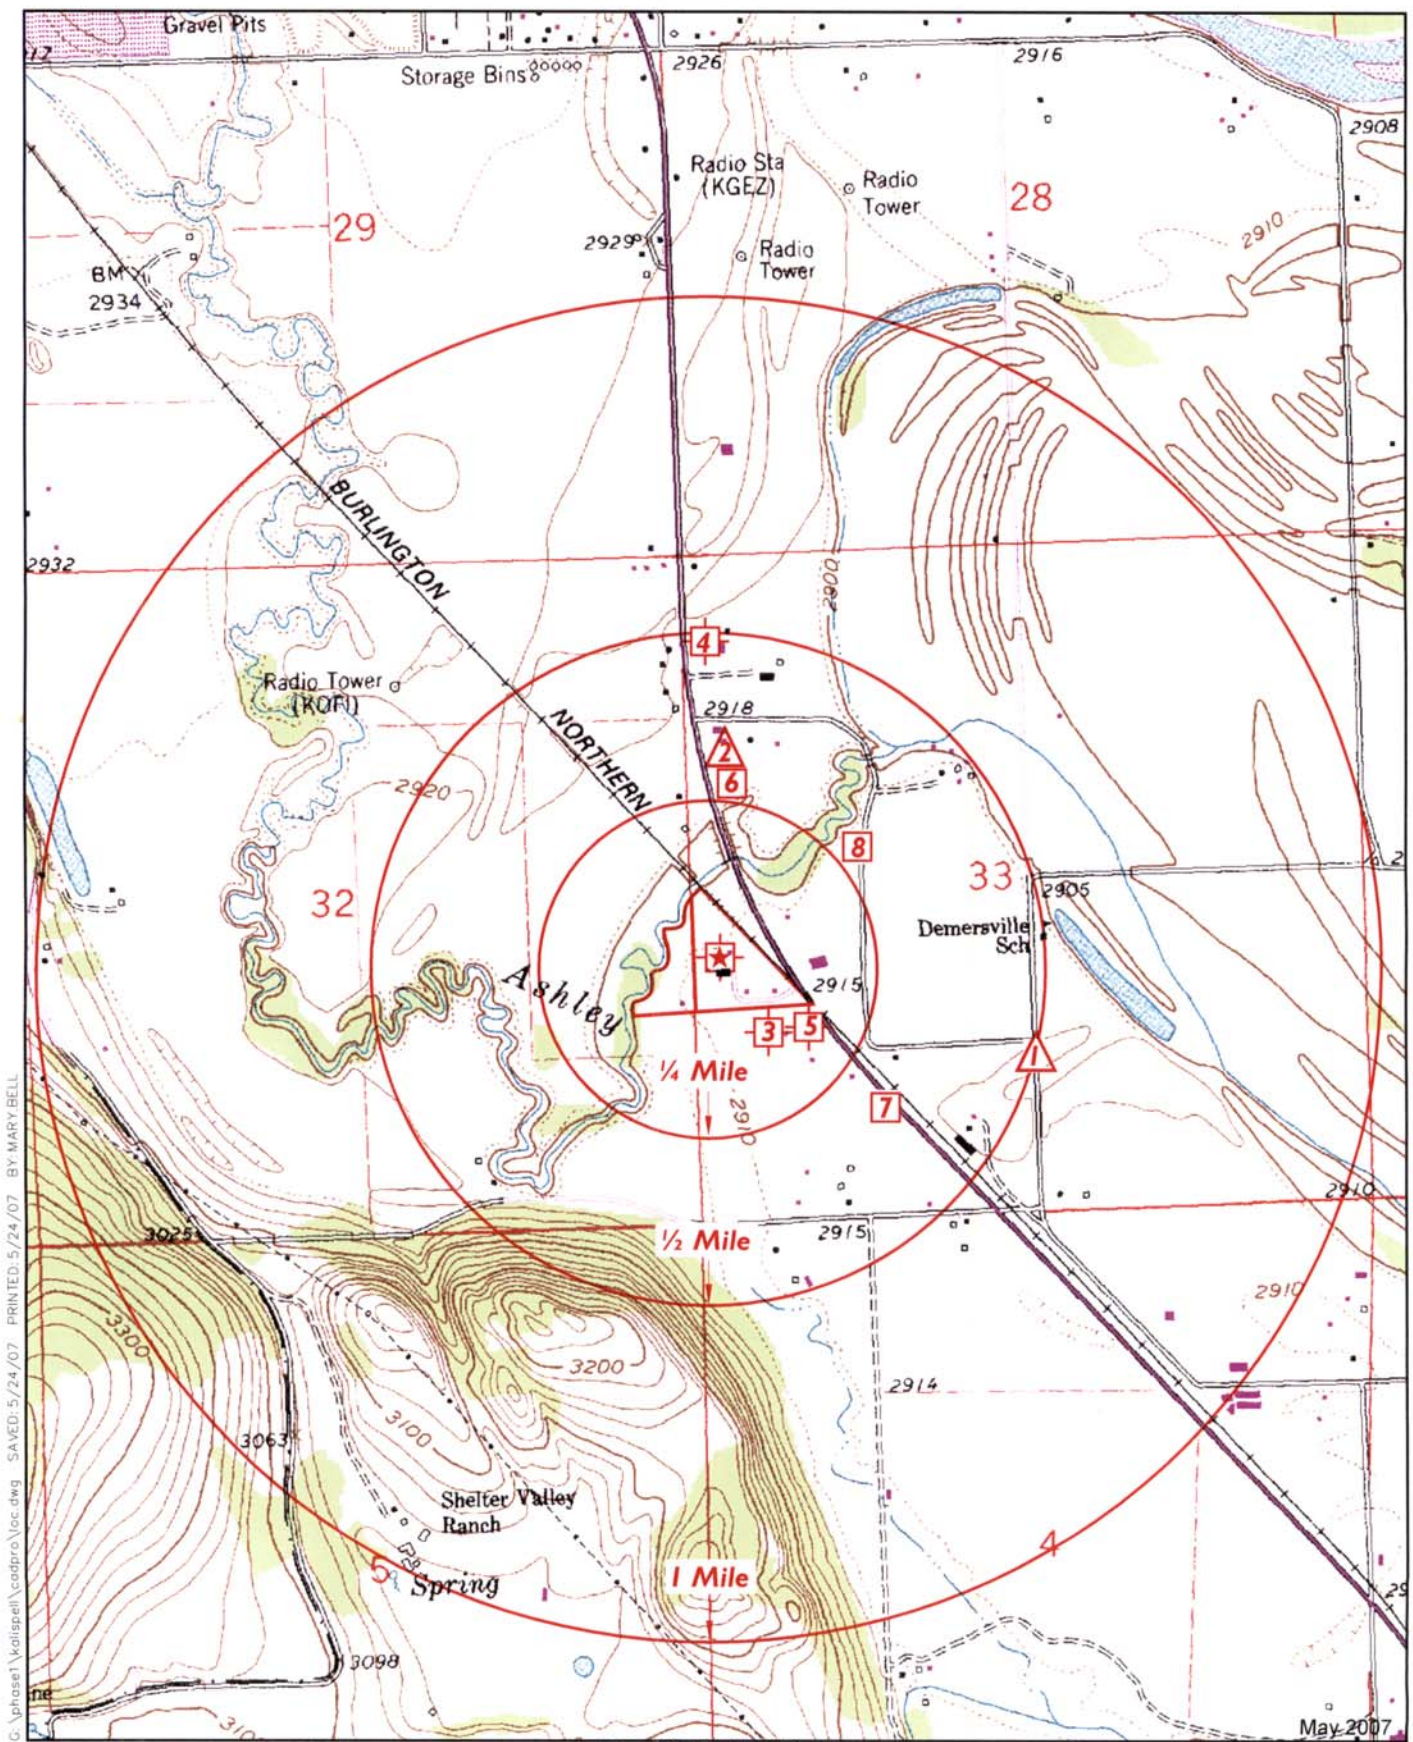 Gravel Pits
Storage Bins
2926
2916
2908
Radio Sta
(KGEZ)
Radio
Tower
28
29
2929
Radio
Tower
2910
BM
2934
BURLINGTON
2932
2900
4
Radio Tower
(KOFI)
2918
NORTHERN
2
6
2920
8
32
33
2905
Demersville
Sch
Ashley
2915
3
5
1
1/4 Mile
7
2910
2910
3025
1/2 Mile
2915
2910
3300
3200
2914
3100
3063
Shelter Valley
Ranch
4
5
1 Mile
Spring
3098
May 2007
G:\phase1\kalispell\cadpro\loc.dwg SAVED: 5/24/07 PRINTED: 5/24/07 BY: MARY.BELL